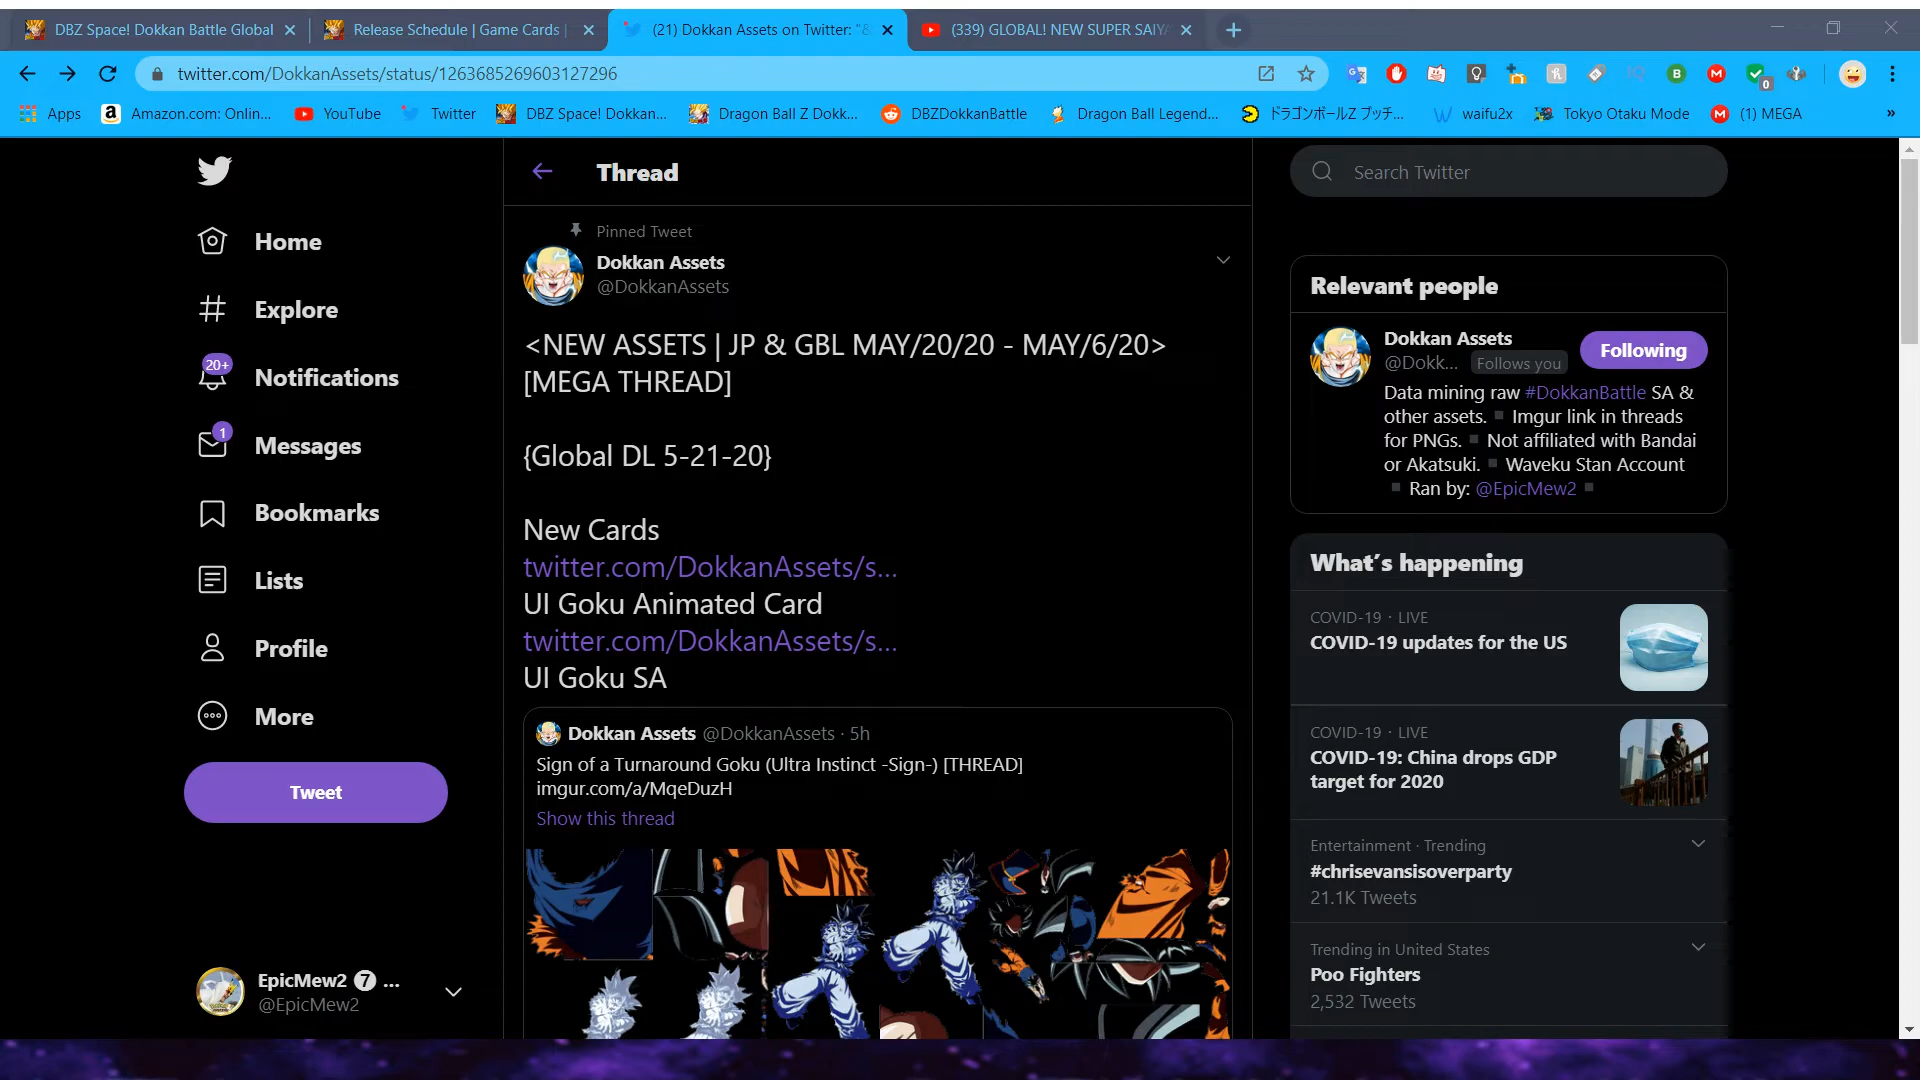 DBZ Space! Dokkan Battle Global
Release Schedule | Game Cards |
(21) Dokkan Assets on Twitter: "&
(339) GLOBAL! NEW SUPER SAIYA
twitter.com/DokkanAssets/status/1263685269603127296
Apps
Amazon.com: Onlin...
YouTube
Twitter
DBZ Space! Dokkan...
Dragon Ball Z Dokk...
DBZDokkanBattle
Dragon Ball Legend...
ドラゴンボールZ ブッチ...
waifu2x
Tokyo Otaku Mode
(1) MEGA
»
Home
Explore
20+
Notifications
1
Messages
Bookmarks
Lists
Profile
More
Tweet
EpicMew2 7 ...
@EpicMew2
Thread
Pinned Tweet
Dokkan Assets
@DokkanAssets
<NEW ASSETS | JP & GBL MAY/20/20 - MAY/6/20>
[MEGA THREAD]
{Global DL 5-21-20}
New Cards
twitter.com/DokkanAssets/s...
UI Goku Animated Card
twitter.com/DokkanAssets/s...
UI Goku SA
Dokkan Assets @DokkanAssets · 5h
Sign of a Turnaround Goku (Ultra Instinct -Sign-) [THREAD]
imgur.com/a/MqeDuzH
Show this thread
Search Twitter
Relevant people
Dokkan Assets
@Dokk... Follows you
Following
Data mining raw #DokkanBattle SA &
other assets. ▪ Imgur link in threads
for PNGs. ▪ Not affiliated with Bandai
or Akatsuki. ▪ Waveku Stan Account
▪ Ran by: @EpicMew2 ▪
What's happening
COVID-19 · LIVE
COVID-19 updates for the US
COVID-19 · LIVE
COVID-19: China drops GDP
target for 2020
Entertainment · Trending
#chrisevansisoverparty
21.1K Tweets
Trending in United States
Poo Fighters
2,532 Tweets